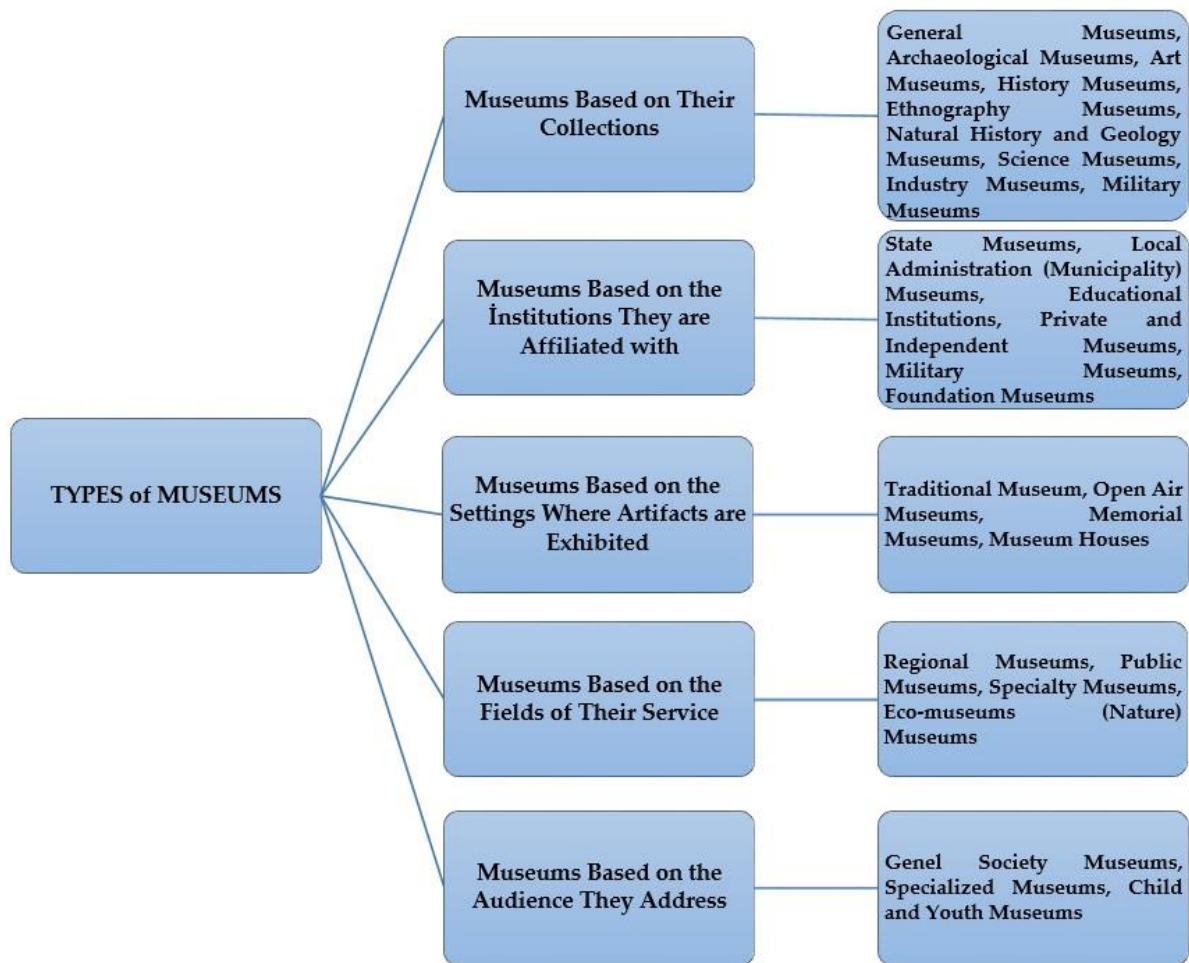 TYPES of MUSEUMS
Museums Based on Their
Collections
General Museums,
Archaeological Museums, Art
Museums, History Museums,
Ethnography Museums,
Natural History and Geology
Museums, Science Museums,
Industry Museums, Military
Museums
Museums Based on the
İnstitutions They are
Affiliated with
State Museums, Local
Administration (Municipality)
Museums, Educational
Institutions, Private and
Independent Museums,
Military Museums,
Foundation Museums
Museums Based on the
Settings Where Artifacts are
Exhibited
Traditional Museum, Open Air
Museums, Memorial
Museums, Museum Houses
Museums Based on the
Fields of Their Service
Regional Museums, Public
Museums, Specialty Museums,
Eco-museums (Nature)
Museums
Museums Based on the
Audience They Address
Genel Society Museums,
Specialized Museums, Child
and Youth Museums